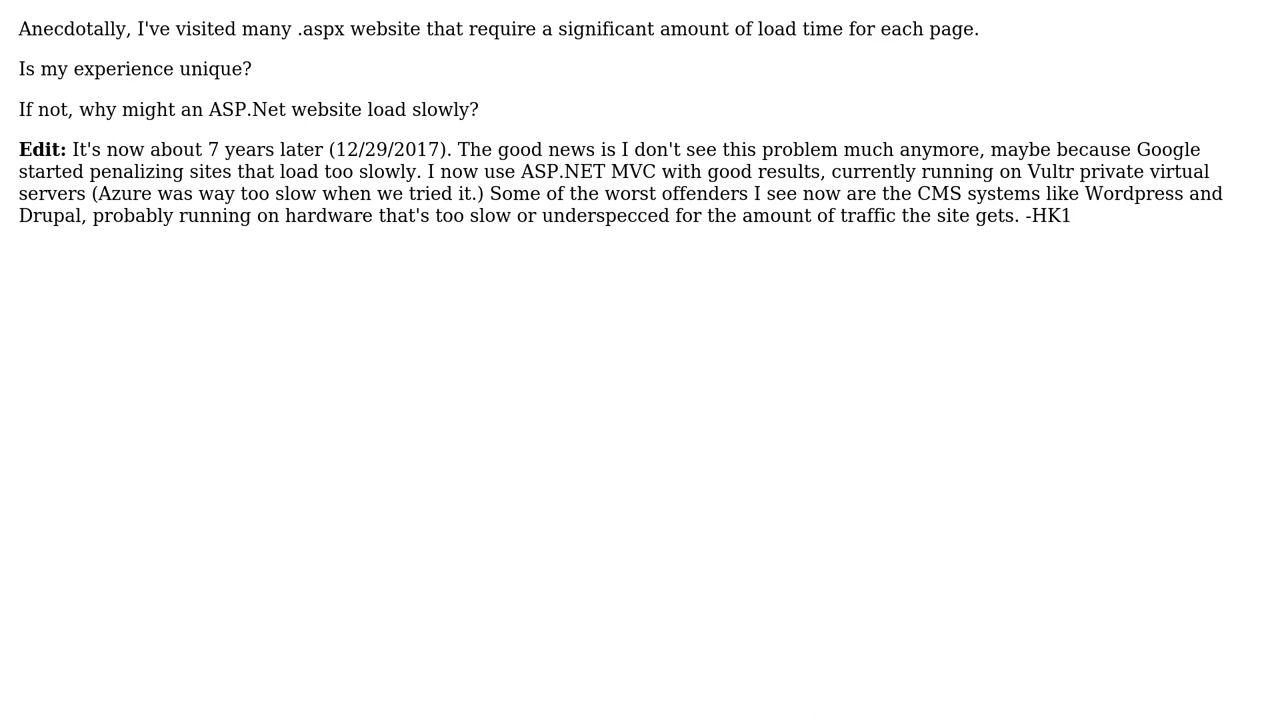 Anecdotally, I've visited many .aspx website that require a significant amount of load time for each page.
Is my experience unique?
If not, why might an ASP.Net website load slowly?
Edit: It's now about 7 years later (12/29/2017). The good news is I don't see this problem much anymore, maybe because Google
started penalizing sites that load too slowly. I now use ASP.NET MVC with good results, currently running on Vultr private virtual
servers (Azure was way too slow when we tried it.) Some of the worst offenders I see now are the CMS systems like Wordpress and
Drupal, probably running on hardware that's too slow or underspecced for the amount of traffic the site gets. -HK1